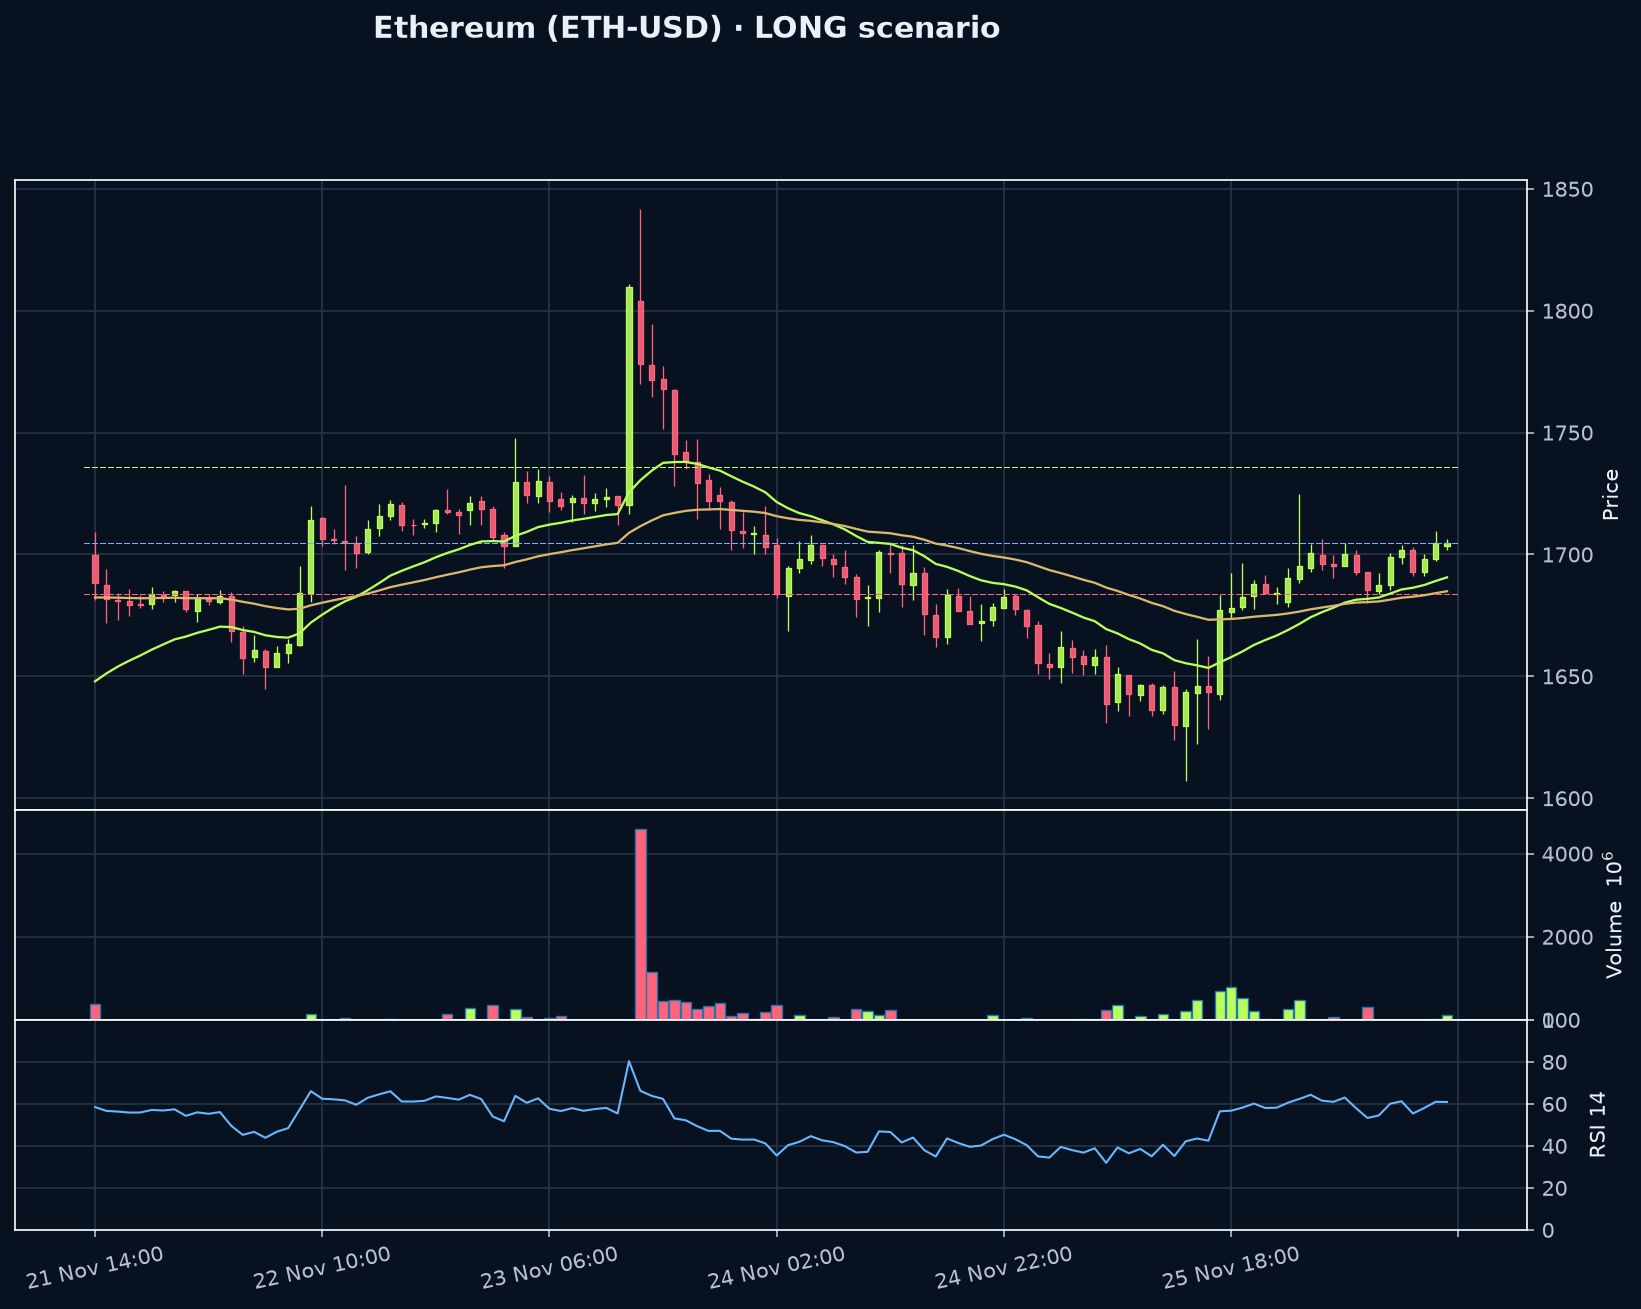 Ethereum (ETH-USD) · LONG scenario
1850
1800
1750
1700
1650
1600
Price
4000
2000
0
Volume 10⁶
100
80
60
40
20
0
RSI 14
21 Nov 14:00
22 Nov 10:00
23 Nov 06:00
24 Nov 02:00
24 Nov 22:00
25 Nov 18:00